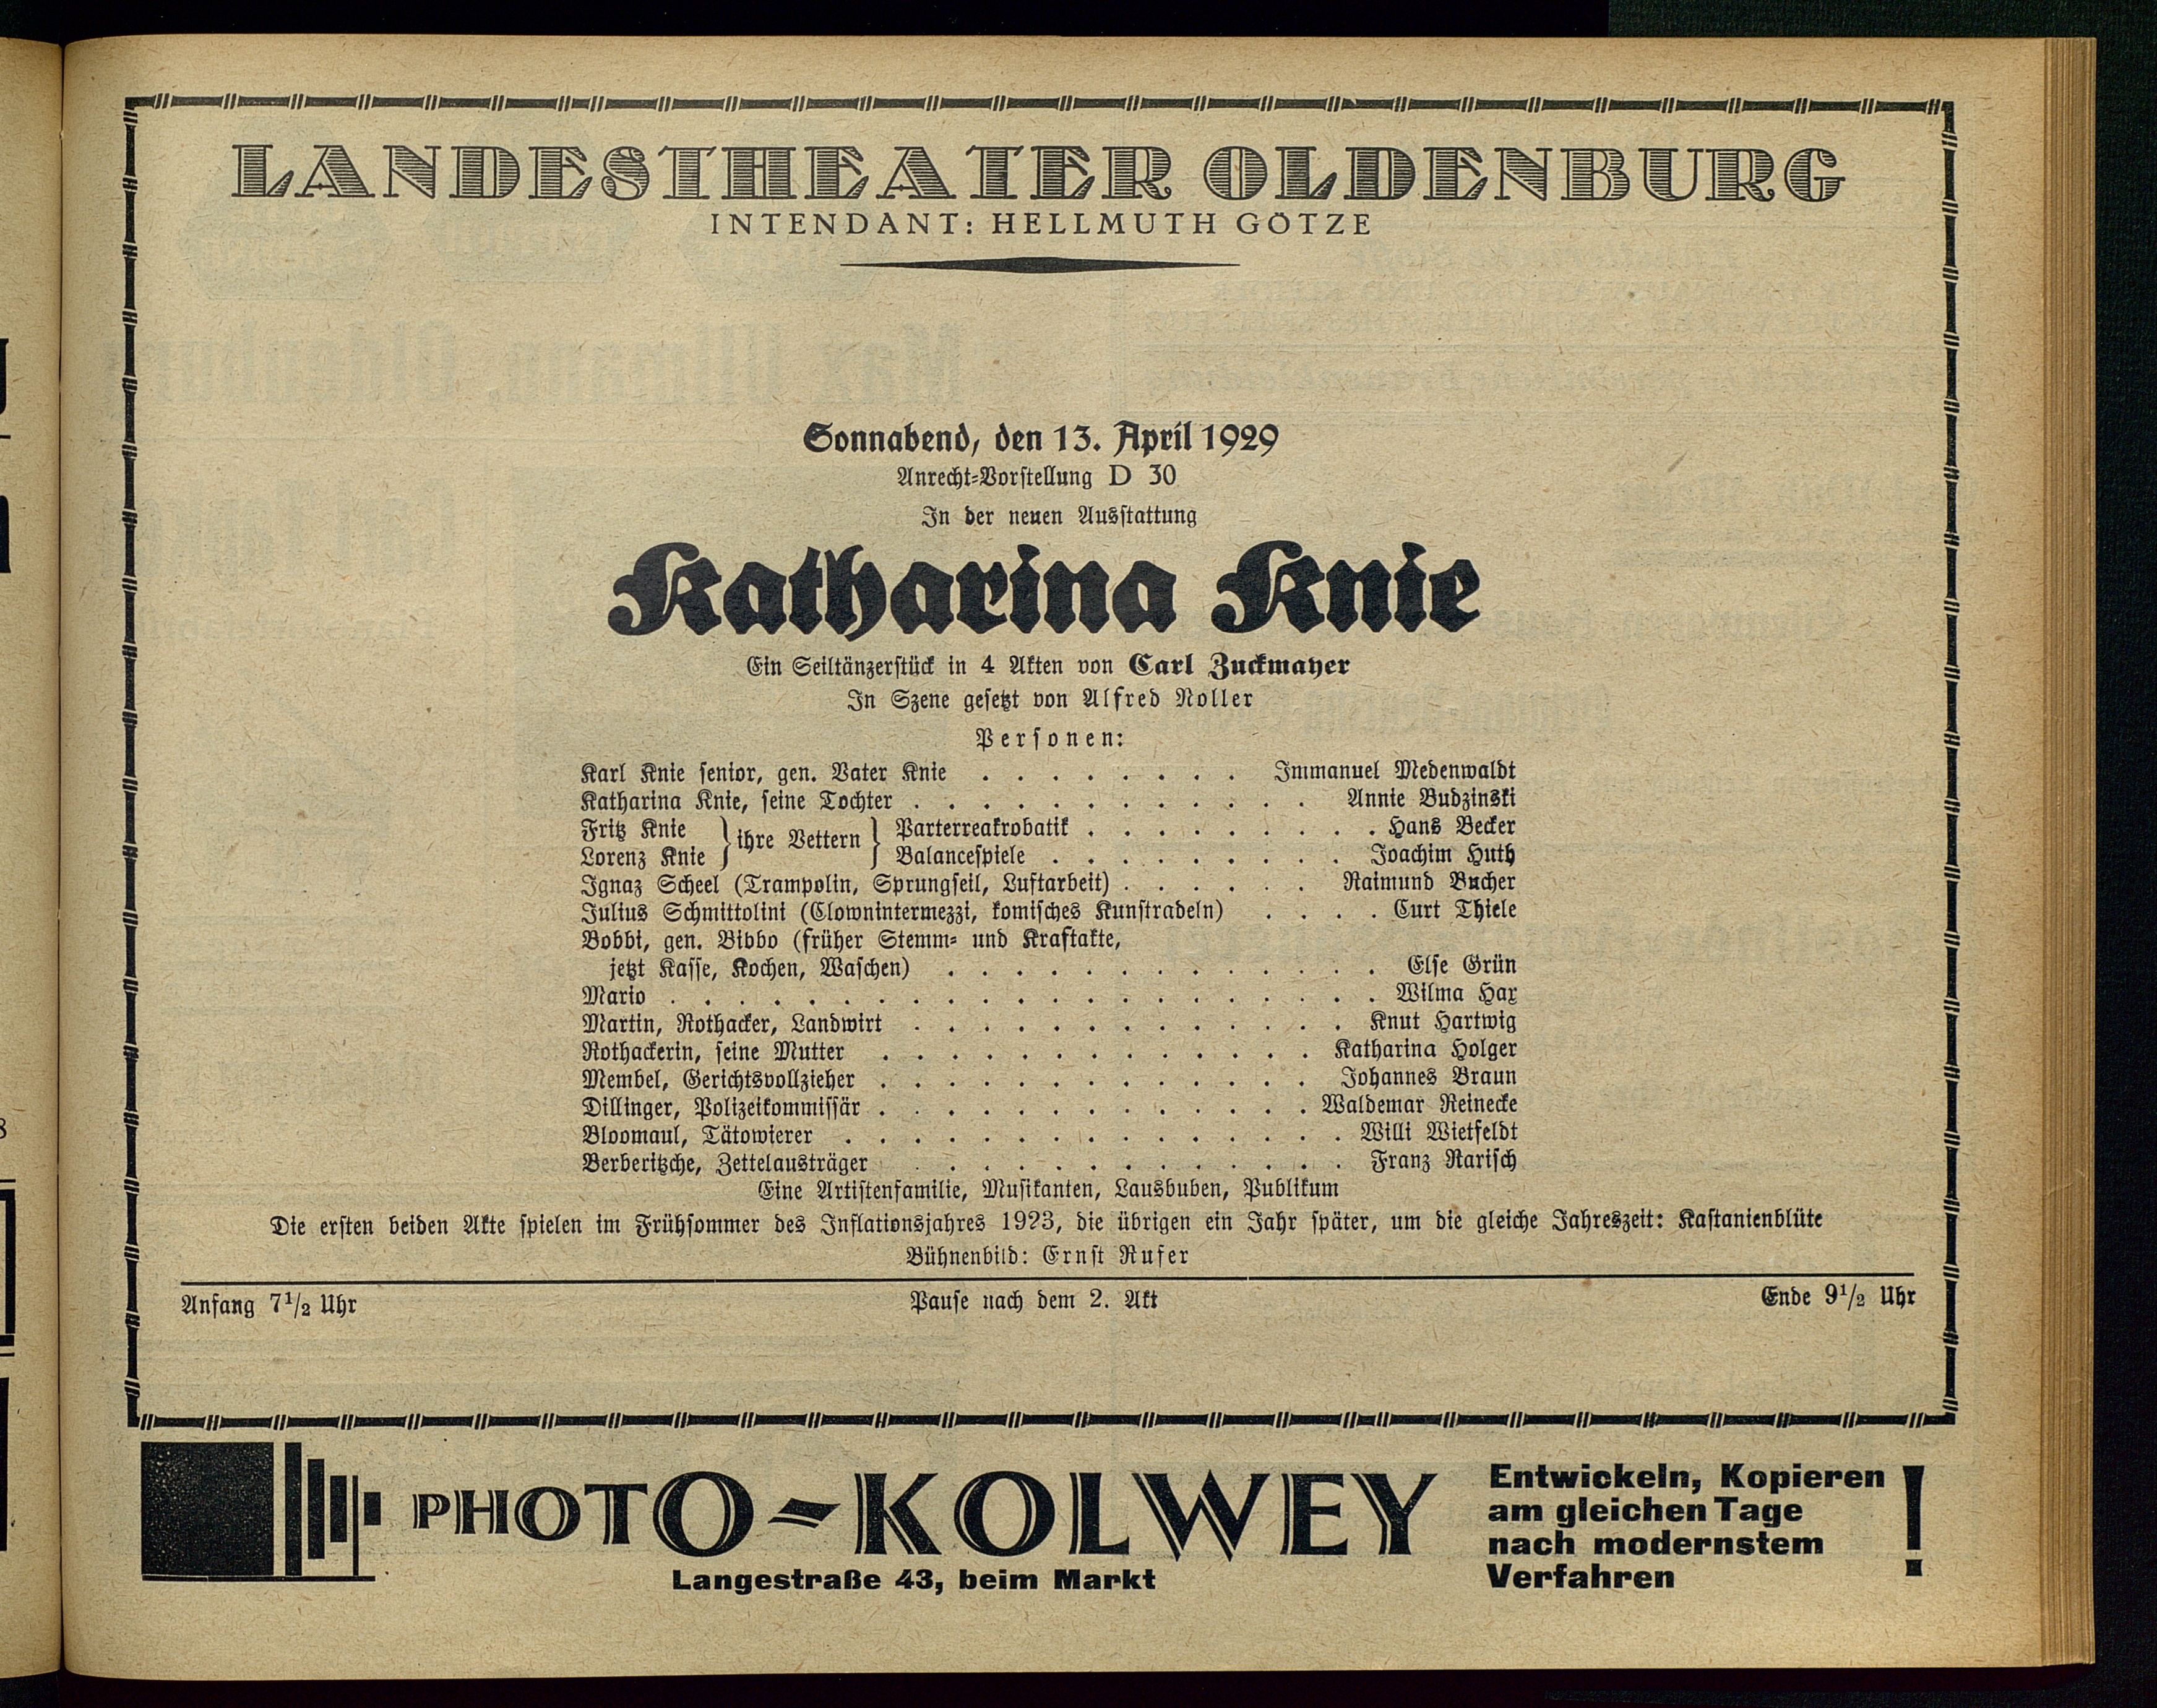 LANDESTHEATER OLDENBURG
INTENDANT: HELLMUTH GÖTZE
Sonnabend, den 13. April 1929
Anrecht-Vorstellung D 30
In der neuen Ausstattung
Katharina Knie
Ein Seiltänzerstück in 4 Akten von Carl Zuckmayer
In Szene gesetzt von Alfred Noller
Personen:
Karl Knie senior, gen. Vater Knie . . . . . . . . Immanuel Medenwaldt
Katharina Knie, seine Tochter . . . . . . . . . . . . Annie Budzinski
Fritz Knie } ihre Vettern } Parterreakrobatik . . . . . . . . . Hans Becker
Lorenz Knie } ihre Vettern } Balancespiele . . . . . . . . . Joachim Huth
Ignaz Scheel (Trampolin, Sprungseil, Luftarbeit) . . . . . . Raimund Bucher
Julius Schmittolini (Clownintermezzi, komisches Kunstradeln) . . . . Curt Thiele
Bobbi, gen. Bibbo (früher Stemm- und Kraftakte,
jetzt Kasse, Kochen, Waschen) . . . . . . . . . . . . . Else Grün
Mario . . . . . . . . . . . . . . . . . . . . . Wilma Hax
Martin, Rothacker, Landwirt . . . . . . . . . . . . . Knut Hartwig
Rothackerin, seine Mutter . . . . . . . . . . . . . Katharina Holger
Membel, Gerichtsvollzieher . . . . . . . . . . . . . Johannes Braun
Dillinger, Polizeikommissär . . . . . . . . . . . . . Waldemar Reinecke
Bloomaul, Tätowierer . . . . . . . . . . . . . . . Willi Wietfeldt
Berberitzche, Zettelausträger . . . . . . . . . . . . . Franz Rarisch
Eine Artistenfamilie, Musikanten, Lausbuben, Publikum
Die ersten beiden Akte spielen im Frühsommer des Inflationsjahres 1923, die übrigen ein Jahr später, um die gleiche Jahreszeit: Kastanienblüte
Bühnenbild: Ernst Rufer
Anfang 7 1/2 Uhr Pause nach dem 2. Akt Ende 9 1/2 Uhr
PHOTO-KOLWEY
Langestraße 43, beim Markt
Entwickeln, Kopieren
am gleichen Tage
nach modernstem
Verfahren !